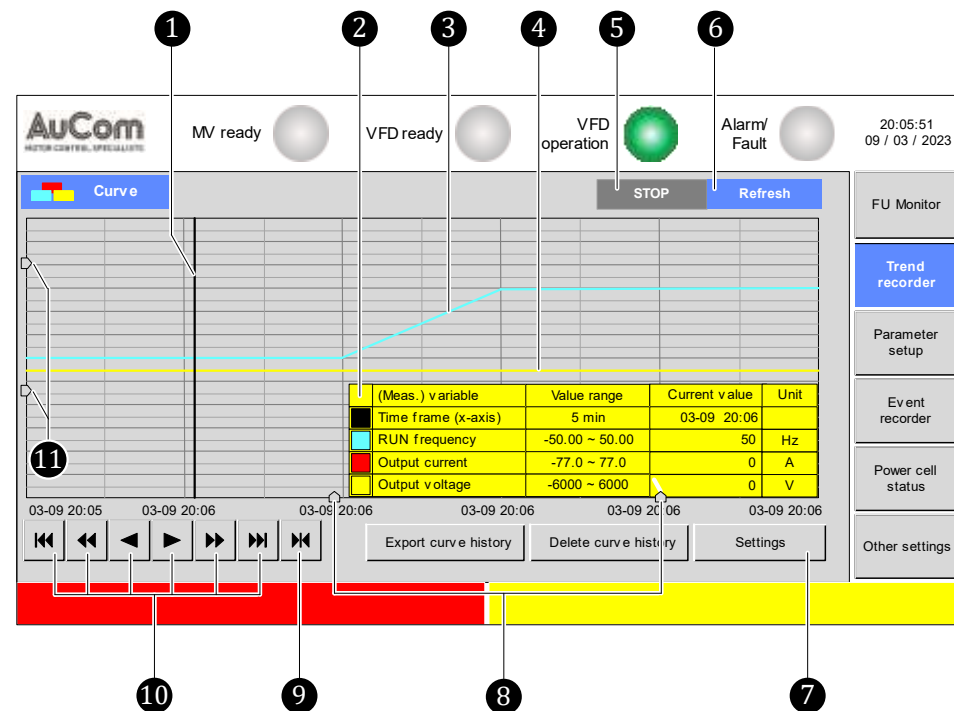 1 2 3 4 5 6
AuCom
MOTOR CONTROL SPECIALISTS
MV ready
VFD ready
VFD operation
Alarm/ Fault
20:05:51
09 / 03 / 2023
Curve
STOP
Refresh
FU Monitor
Trend recorder
Parameter setup
Event recorder
Power cell status
Other settings
(Meas.) variable Value range Current value Unit
Time frame (x-axis) 5 min 03-09 20:06
RUN frequency -50.00 ~ 50.00 50 Hz
Output current -77.0 ~ 77.0 0 A
Output voltage -6000 ~ 6000 0 V
11
03-09 20:05 03-09 20:06 03-09 20:06 03-09 20:06 03-09 20:06 03-09 20:06
Export curve history
Delete curve history
Settings
10 9 8 7